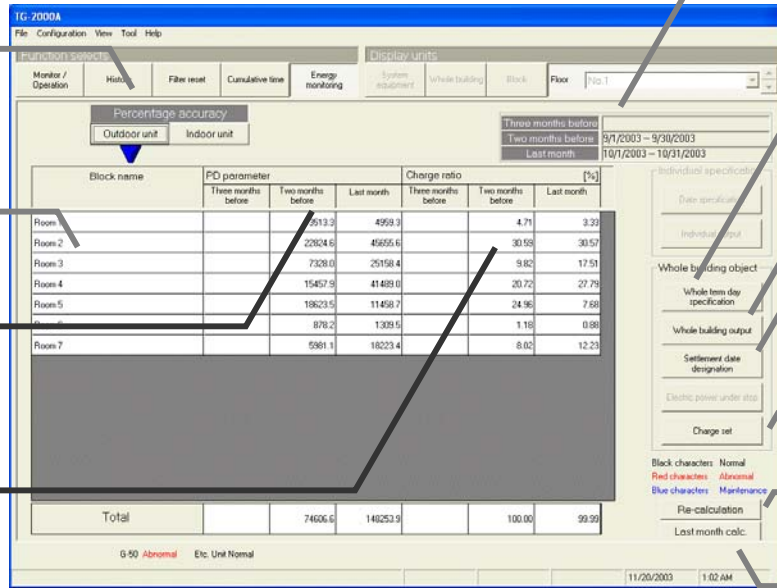 TG-2000A
File Configuration View Tool Help
Function selects Display units
Monitor / Operation History Filter reset Cumulative time Energy monitoring System equipment Whole building Block Floor No.1
Percentage accuracy
Outdoor unit Indoor unit
Three months before
Two months before 9/1/2003 – 9/30/2003
Last month 10/1/2003 – 10/31/2003
Block name PD parameter Charge ratio [%]
Three months before Two months before Last month Three months before Two months before Last month
Room 4959.3 4.71 3.33
Room 2 22824.6 45655.6 30.59 30.57
Room 3 7328.0 25158.4 9.82 17.51
Room 4 15457.9 41489.0 20.72 27.79
Room 5 18623.5 11458.7 24.96 7.68
878.2 1309.5 1.18 0.88
Room 7 5981.1 18223.4 8.02 12.23
Total 74606.6 148253.9 100.00 99.99
Individual specification
Date specification
Individual output
Whole building object
Whole term day specification
Whole building output
Settlement date designation
Electric power under stop
Charge set
Black characters Normal
Red characters Abnormal
Blue characters Maintenance
Re-calculation
Last month calc.
G-50 Abnormal Etc. Unit Normal
11/20/2003 1:02 AM